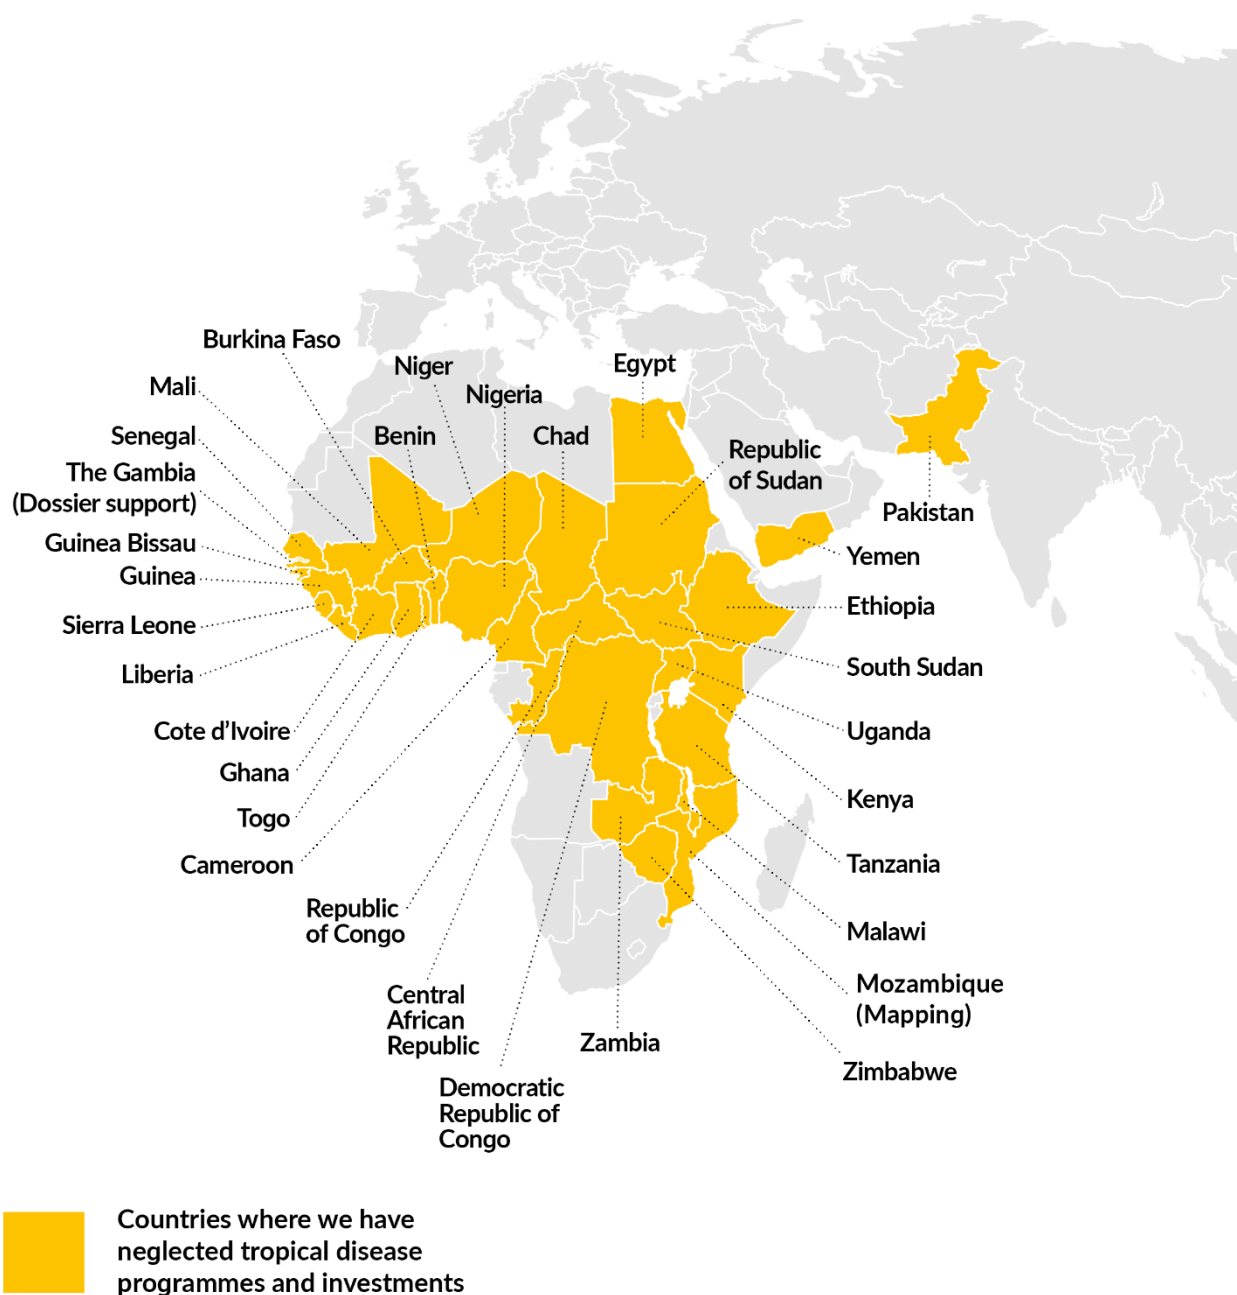 Burkina Faso
Niger
Egypt
Mali
Nigeria
Senegal
Benin
Chad
Republic
of Sudan
The Gambia
(Dossier support)
Pakistan
Guinea Bissau
Yemen
Guinea
Ethiopia
Sierra Leone
South Sudan
Liberia
Cote d’Ivoire
Uganda
Ghana
Kenya
Togo
Cameroon
Tanzania
Republic
of Congo
Malawi
Central
African
Republic
Mozambique
(Mapping)
Zambia
Zimbabwe
Democratic
Republic of
Congo
Countries where we have
neglected tropical disease
programmes and investments